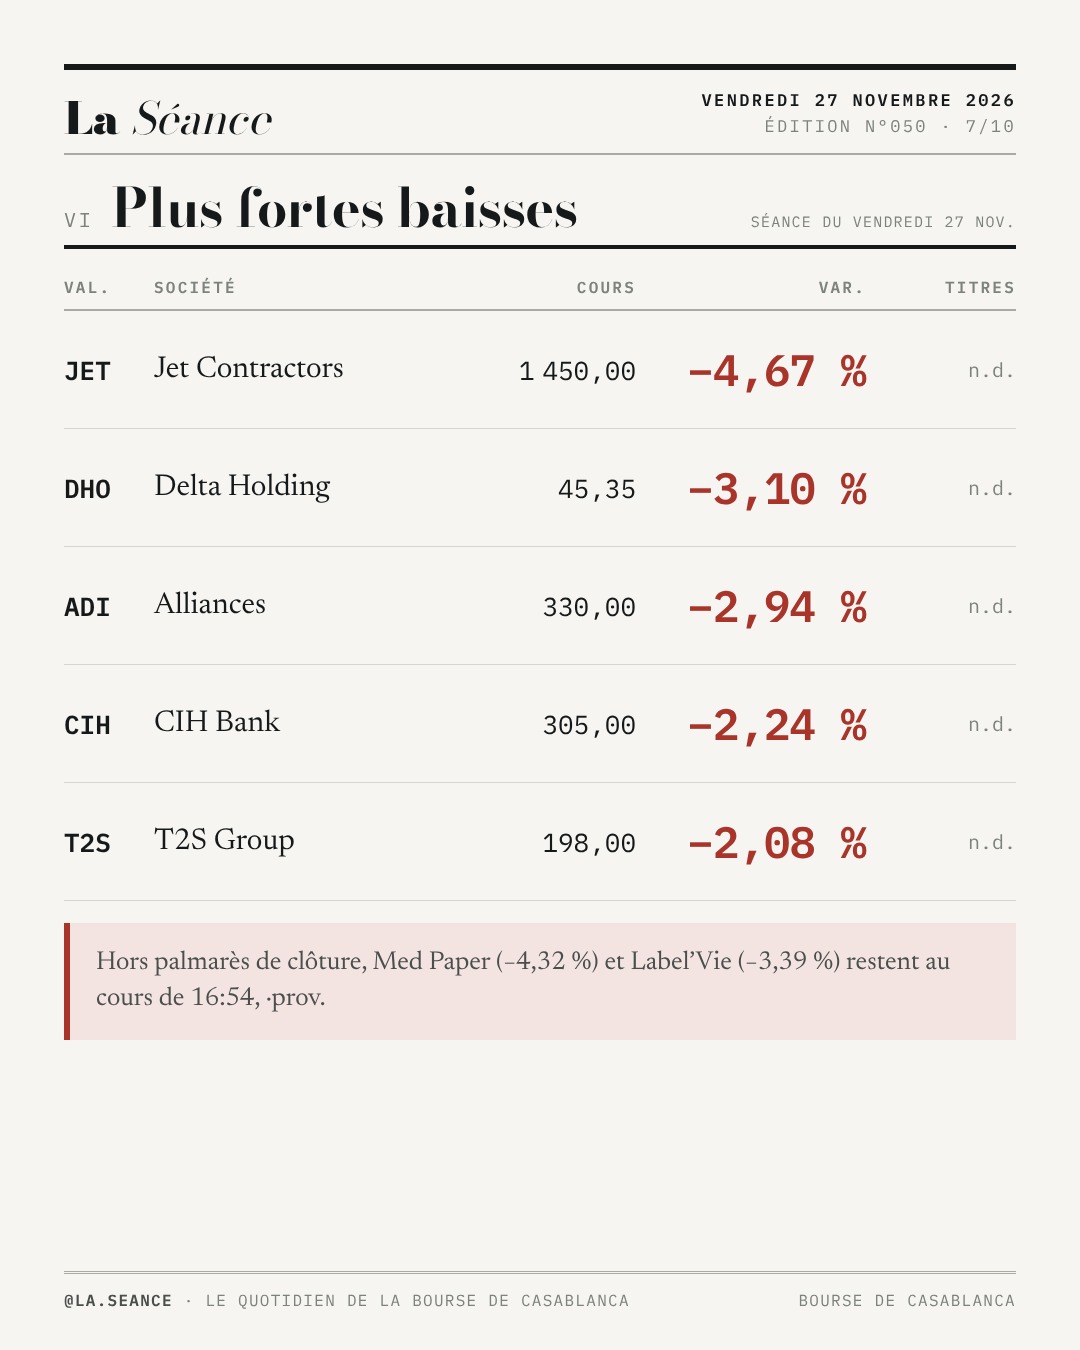 La Séance
VENDREDI 27 NOVEMBRE 2026
ÉDITION N°050 · 7/10
VI Plus fortes baisses
SÉANCE DU VENDREDI 27 NOV.
VAL. SOCIÉTÉ COURS VAR. TITRES
JET Jet Contractors 1 450,00 −4,67 % n.d.
DHO Delta Holding 45,35 −3,10 % n.d.
ADI Alliances 330,00 −2,94 % n.d.
CIH CIH Bank 305,00 −2,24 % n.d.
T2S T2S Group 198,00 −2,08 % n.d.
Hors palmarès de clôture, Med Paper (−4,32 %) et Label’Vie (−3,39 %) restent au
cours de 16:54, ·prov.
@LA.SEANCE · LE QUOTIDIEN DE LA BOURSE DE CASABLANCA
BOURSE DE CASABLANCA